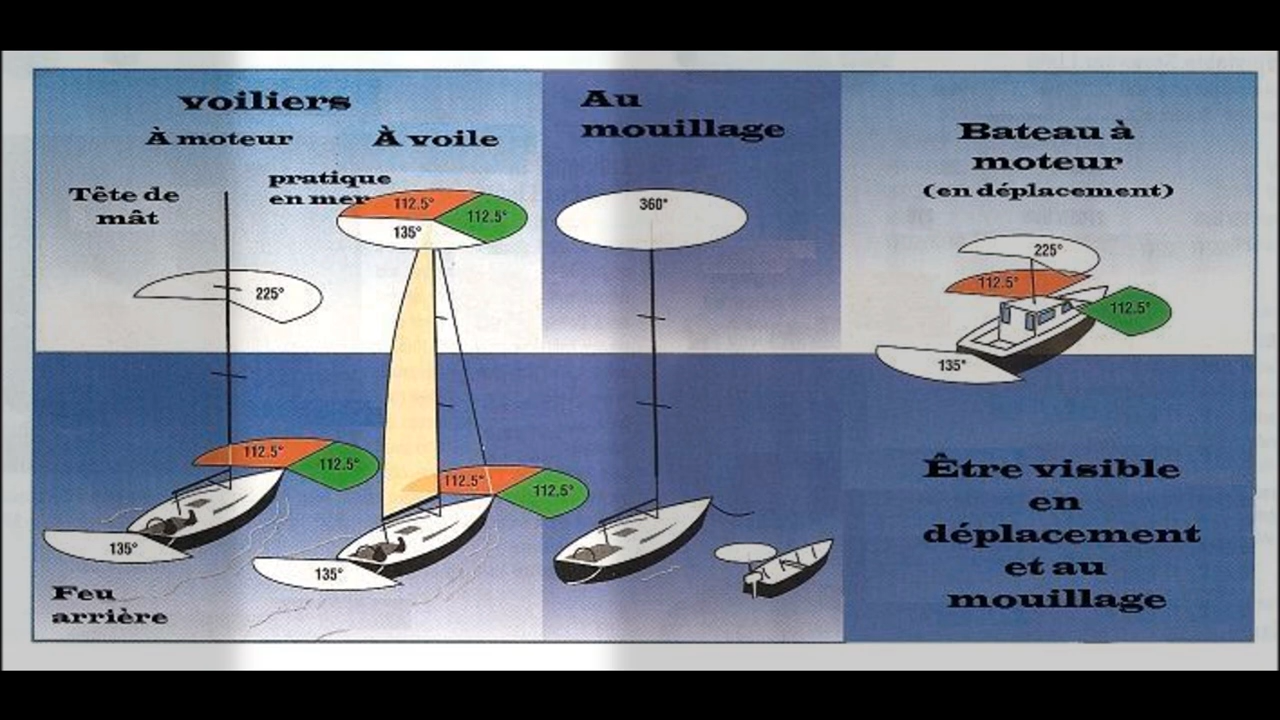 voiliers
À moteur
À voile
Tête de
mât
pratique
en mer
225°
112.5°
112.5°
135°
112.5°
112.5°
135°
112.5°
112.5°
135°
Feu
arrière
Au
mouillage
360°
Bateau à
moteur
(en déplacement)
225°
112.5°
112.5°
135°
Être visible
en
déplacement
et au
mouillage